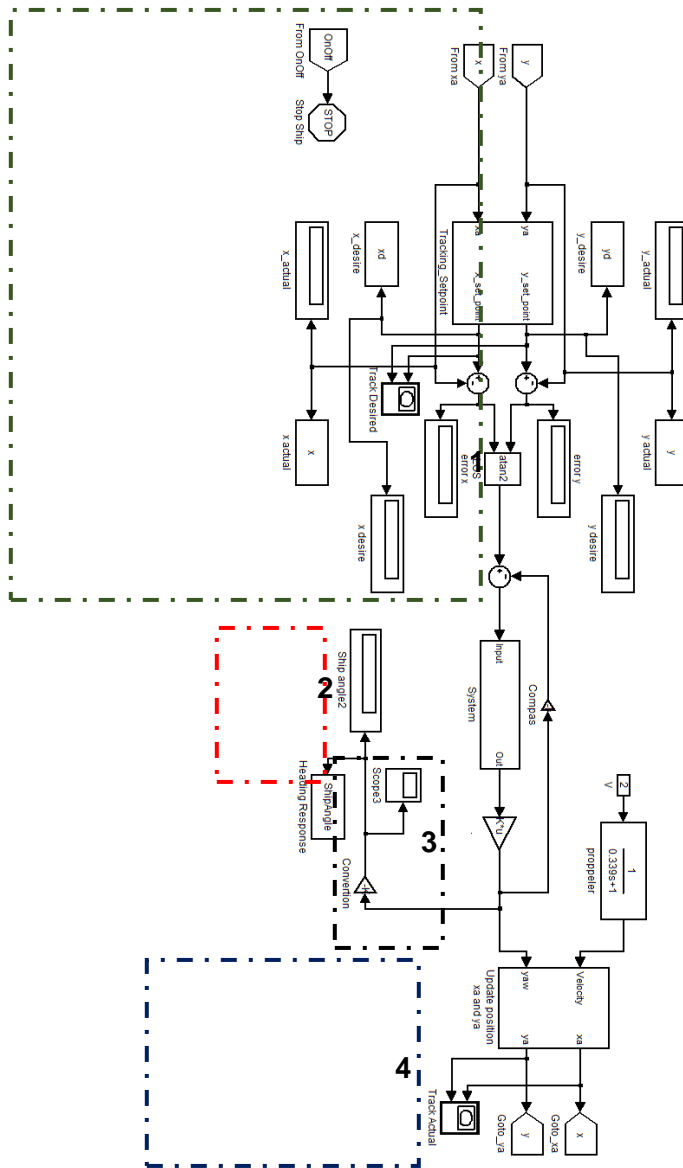 y_actual
y
y actual
2
V
1
0.339s+1
proppeler
yd
y_desire
y desire
Velocity
yaw
xa
ya
Update position
xa and ya
x
Goto_xa
y
Goto_ya
error y
Compas
y
From ya
x
From xa
ya
xa
y_set_point
x_set_point
Tracking_Setpoint
atan2
1
error x
Input
Out
System
K*u
Track Actual
4
Track Desired
xd
x_desire
x desire
3
Scope3
Convertion
2
Ship angle2
ShipAngle
Heading Response
x_actual
x
x actual
OnOff
From OnOff
STOP
Stop Ship